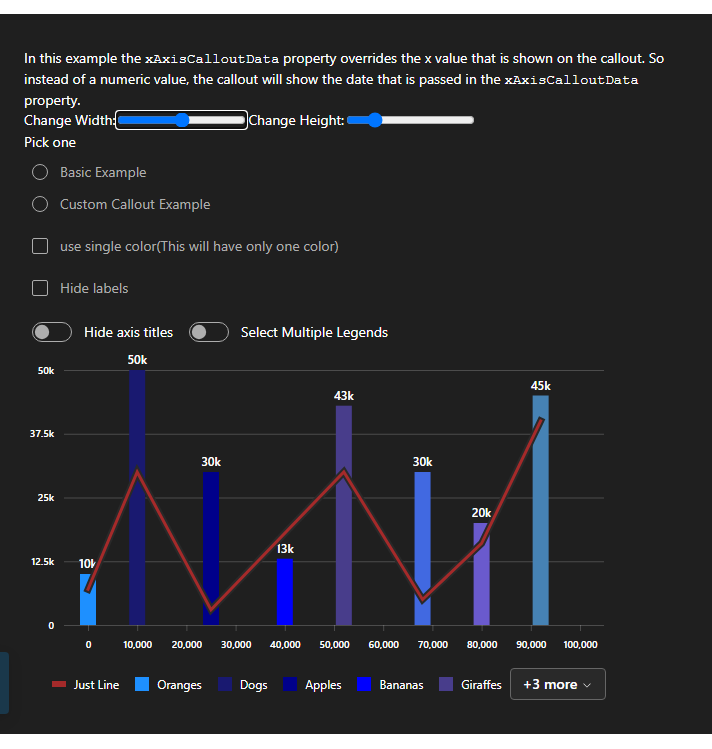 In this example the xAxisCalloutData property overrides the x value that is shown on the callout. So
instead of a numeric value, the callout will show the date that is passed in the xAxisCalloutData
property.
Change Width: Change Height:
Pick one
Basic Example
Custom Callout Example
use single color(This will have only one color)
Hide labels
Hide axis titles Select Multiple Legends
50k
50k
45k
43k
37.5k
30k 30k
25k
20k
13k
12.5k 10k
0
0 10,000 20,000 30,000 40,000 50,000 60,000 70,000 80,000 90,000 100,000
Just Line Oranges Dogs Apples Bananas Giraffes +3 more